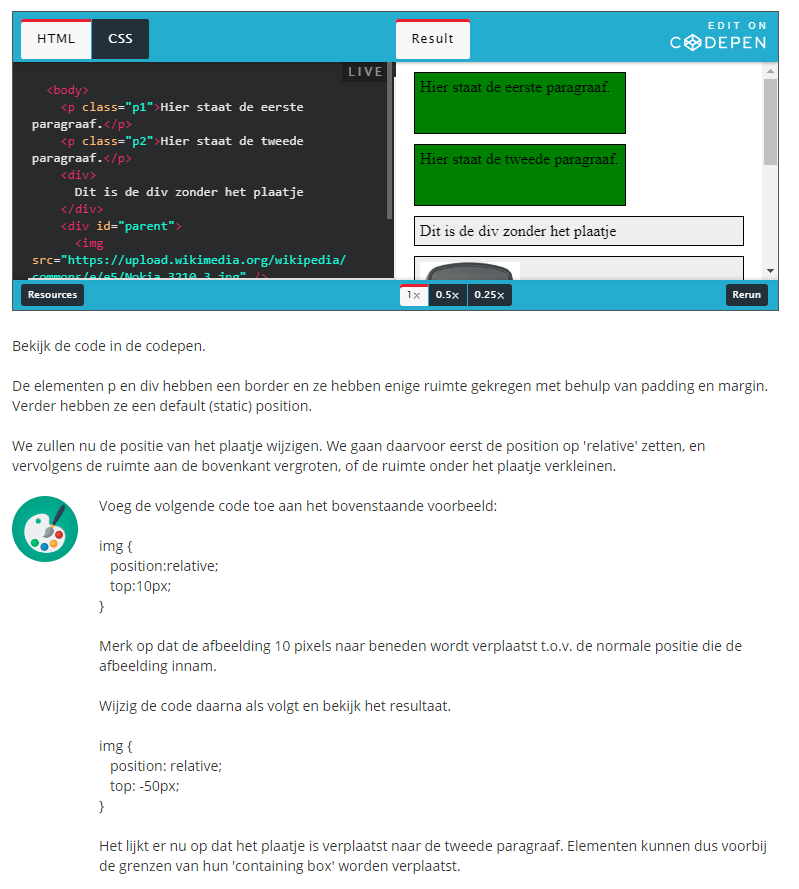 HTML CSS Result EDIT ON
CODEPEN
LIVE
<body>
<p class="p1">Hier staat de eerste
paragraaf.</p>
<p class="p2">Hier staat de tweede
paragraaf.</p>
<div>
Dit is de div zonder het plaatje
</div>
<div id="parent">
<img
src="https://upload.wikimedia.org/wikipedia/
commons/e/e5/Nokia_3210_3.jpg" />
Hier staat de eerste paragraaf.
Hier staat de tweede paragraaf.
Dit is de div zonder het plaatje
Resources 1× 0.5× 0.25× Rerun
Bekijk de code in de codepen.
De elementen p en div hebben een border en ze hebben enige ruimte gekregen met behulp van padding en margin.
Verder hebben ze een default (static) position.
We zullen nu de positie van het plaatje wijzigen. We gaan daarvoor eerst de position op 'relative' zetten, en
vervolgens de ruimte aan de bovenkant vergroten, of de ruimte onder het plaatje verkleinen.
Voeg de volgende code toe aan het bovenstaande voorbeeld:
img {
position:relative;
top:10px;
}
Merk op dat de afbeelding 10 pixels naar beneden wordt verplaatst t.o.v. de normale positie die de
afbeelding innam.
Wijzig de code daarna als volgt en bekijk het resultaat.
img {
position: relative;
top: -50px;
}
Het lijkt er nu op dat het plaatje is verplaatst naar de tweede paragraaf. Elementen kunnen dus voorbij
de grenzen van hun 'containing box' worden verplaatst.